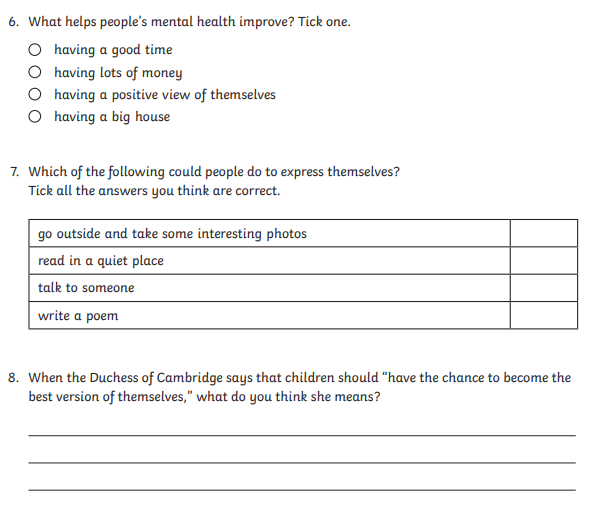 6. What helps people's mental health improve? Tick one.
having a good time
having lots of money
having a positive view of themselves
having a big house
7. Which of the following could people do to express themselves?
Tick all the answers you think are correct.
go outside and take some interesting photos
read in a quiet place
talk to someone
write a poem
8. When the Duchess of Cambridge says that children should “have the chance to become the
best version of themselves,” what do you think she means?